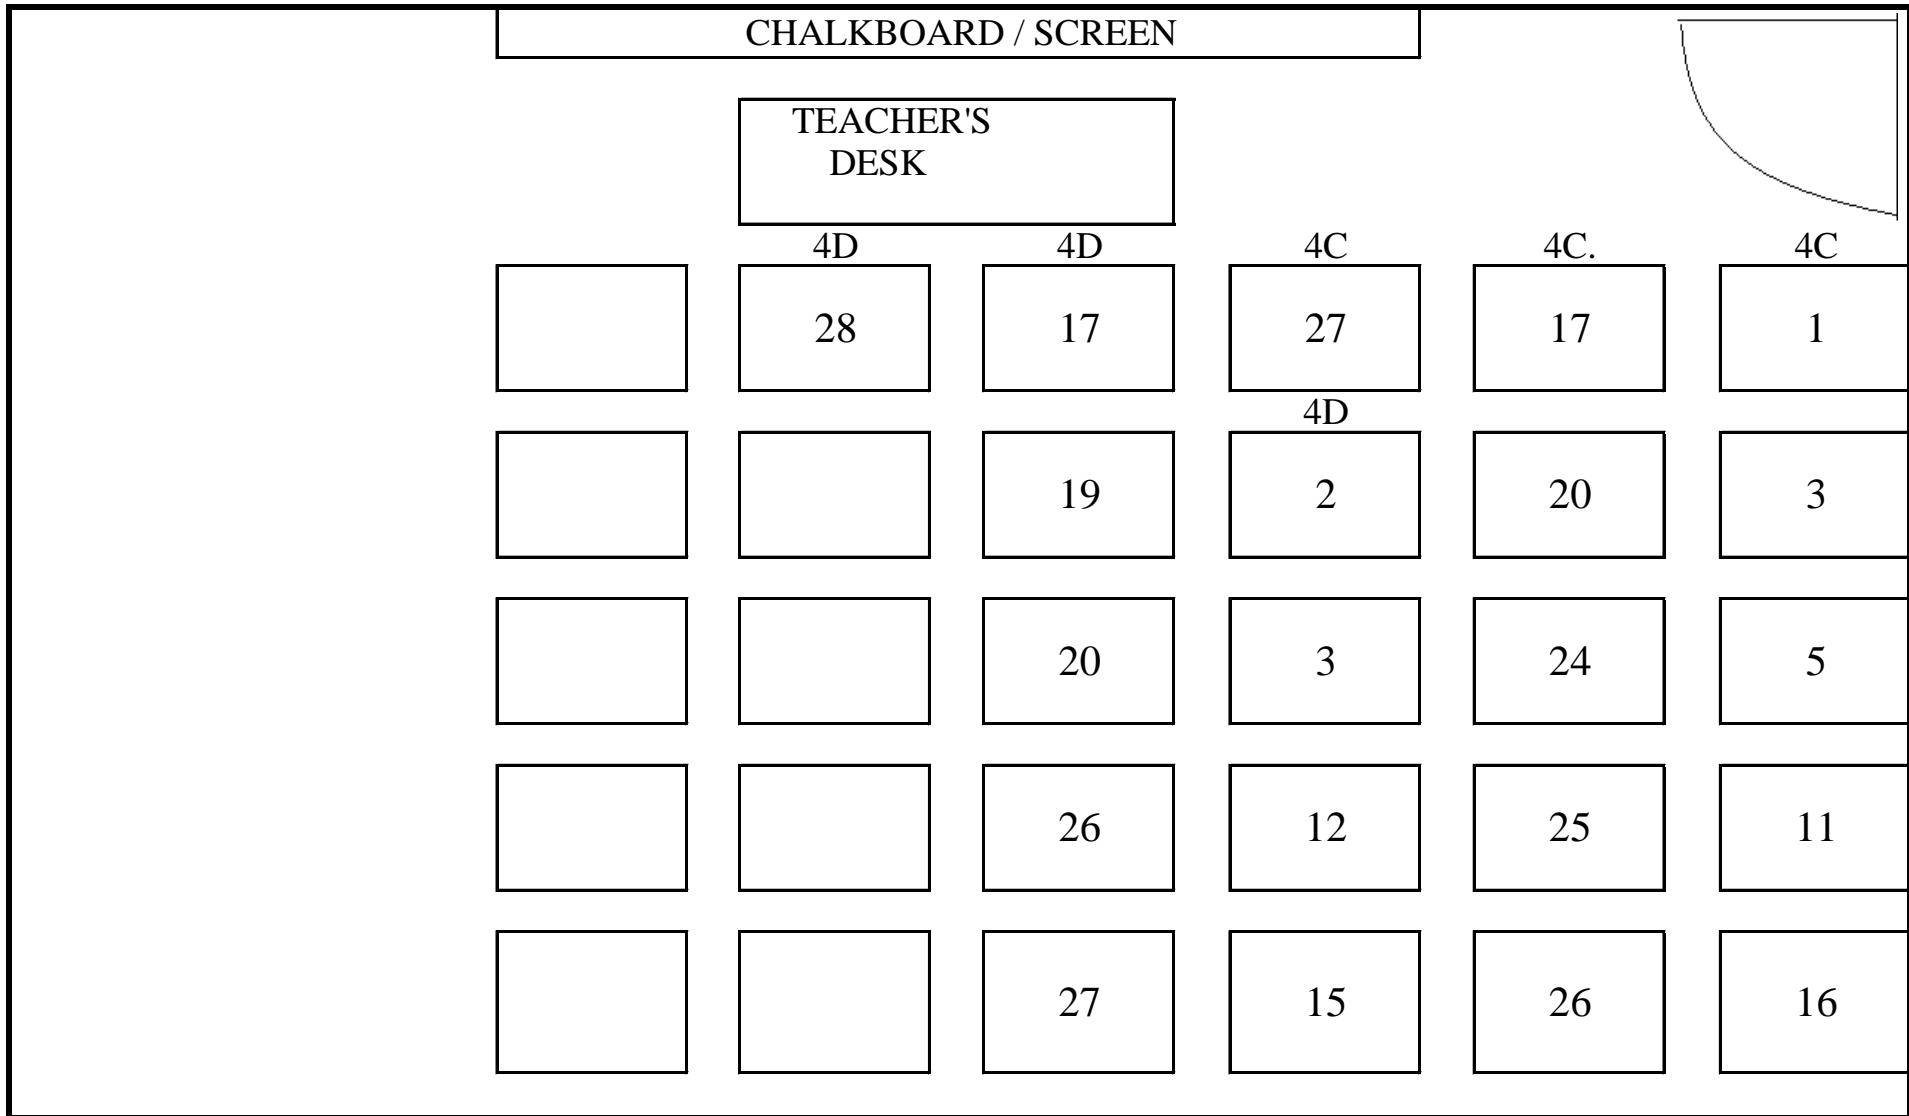 CHALKBOARD / SCREEN
TEACHER'S
DESK
4D 4D 4C 4C. 4C
28 17 27 17 1
4D
19 2 20 3
20 3 24 5
26 12 25 11
27 15 26 16